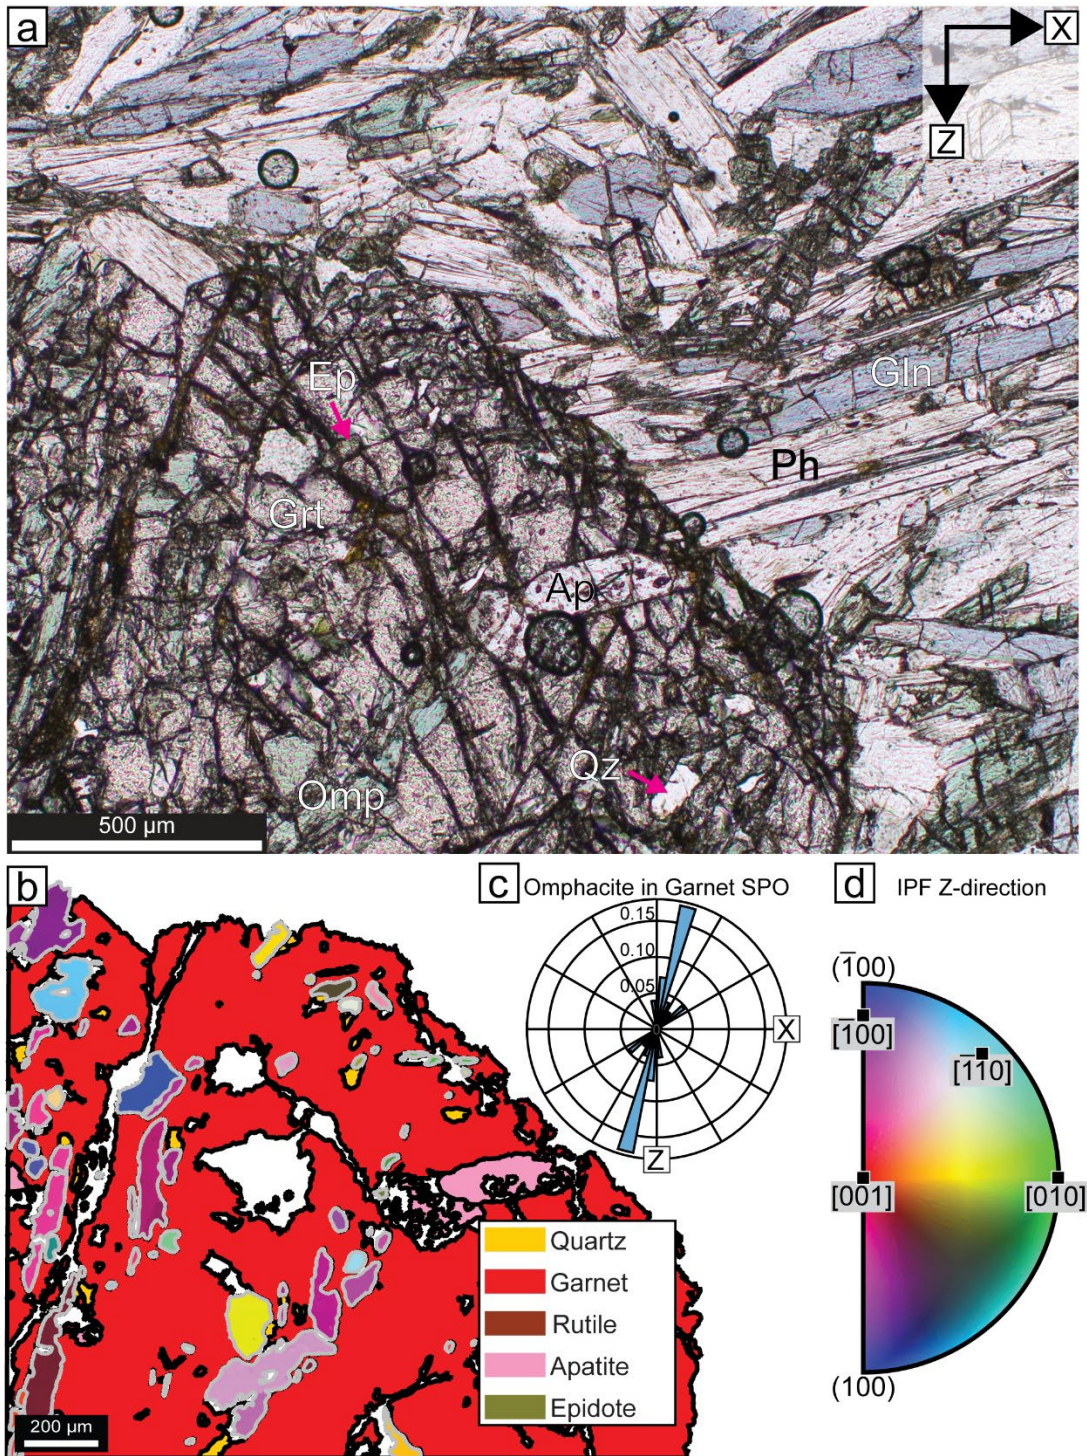 a
X
Z
Ep
Gln
Ph
Grt
Ap
Qz
Omp
500 µm
b
c Omphacite in Garnet SPO
0.15
0.10
0.05
0
X
Z
d IPF Z-direction
(1̅00)
[1̅00]
[1̅10]
[001]
[010]
(100)
Quartz
Garnet
Rutile
Apatite
Epidote
200 µm